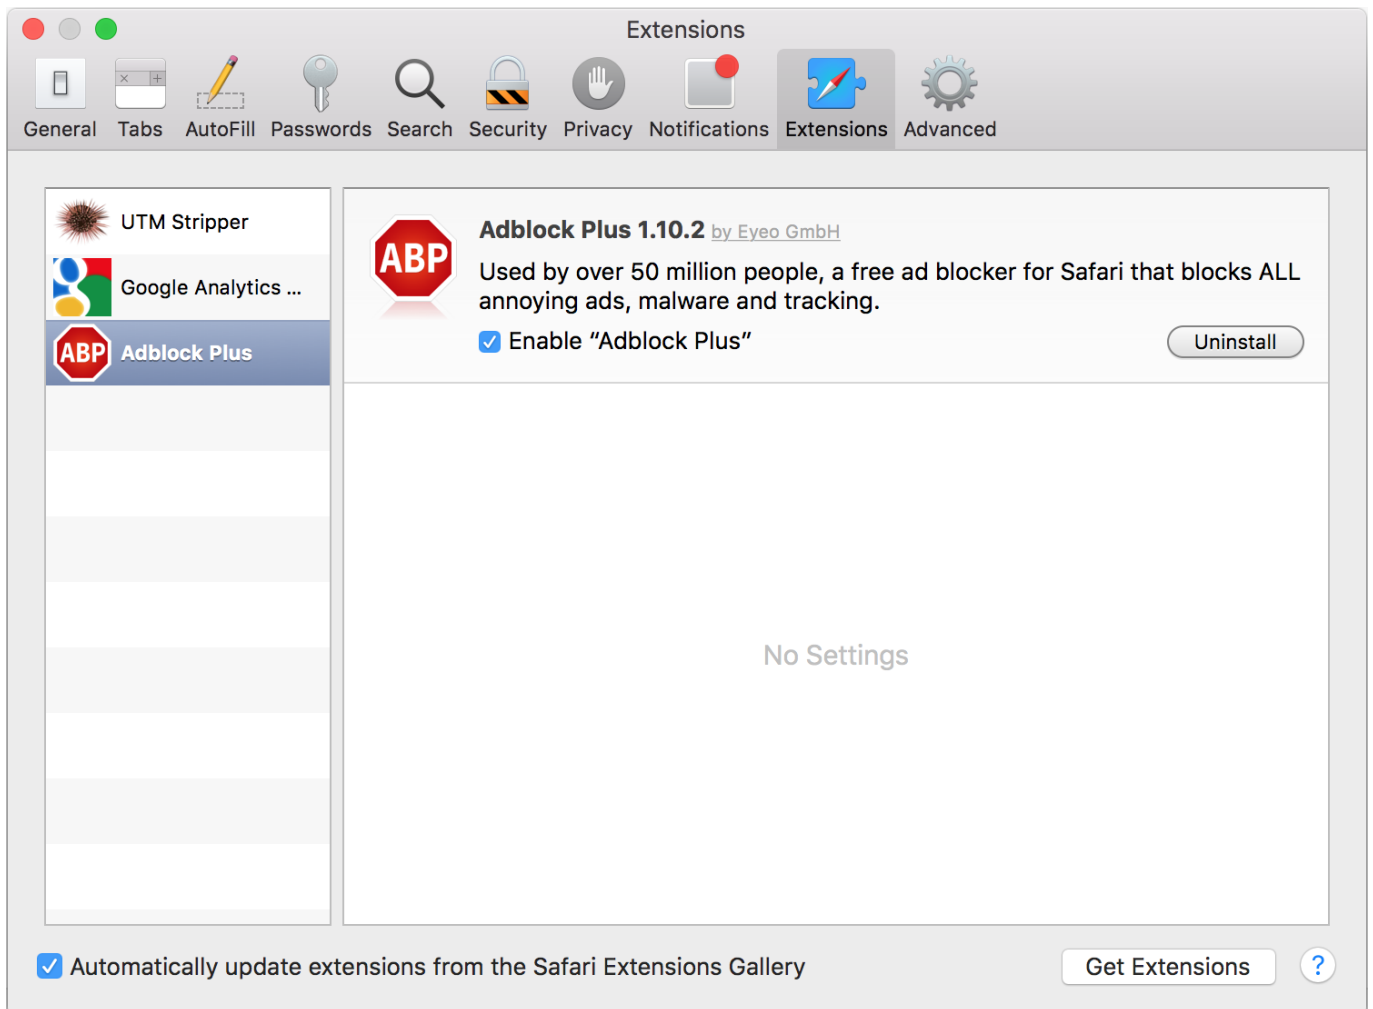 Extensions
General Tabs AutoFill Passwords Search Security Privacy Notifications Extensions Advanced
UTM Stripper
Google Analytics ...
ABP Adblock Plus
ABP
Adblock Plus 1.10.2 by Eyeo GmbH
Used by over 50 million people, a free ad blocker for Safari that blocks ALL
annoying ads, malware and tracking.
Enable “Adblock Plus”
Uninstall
No Settings
Automatically update extensions from the Safari Extensions Gallery
Get Extensions
?